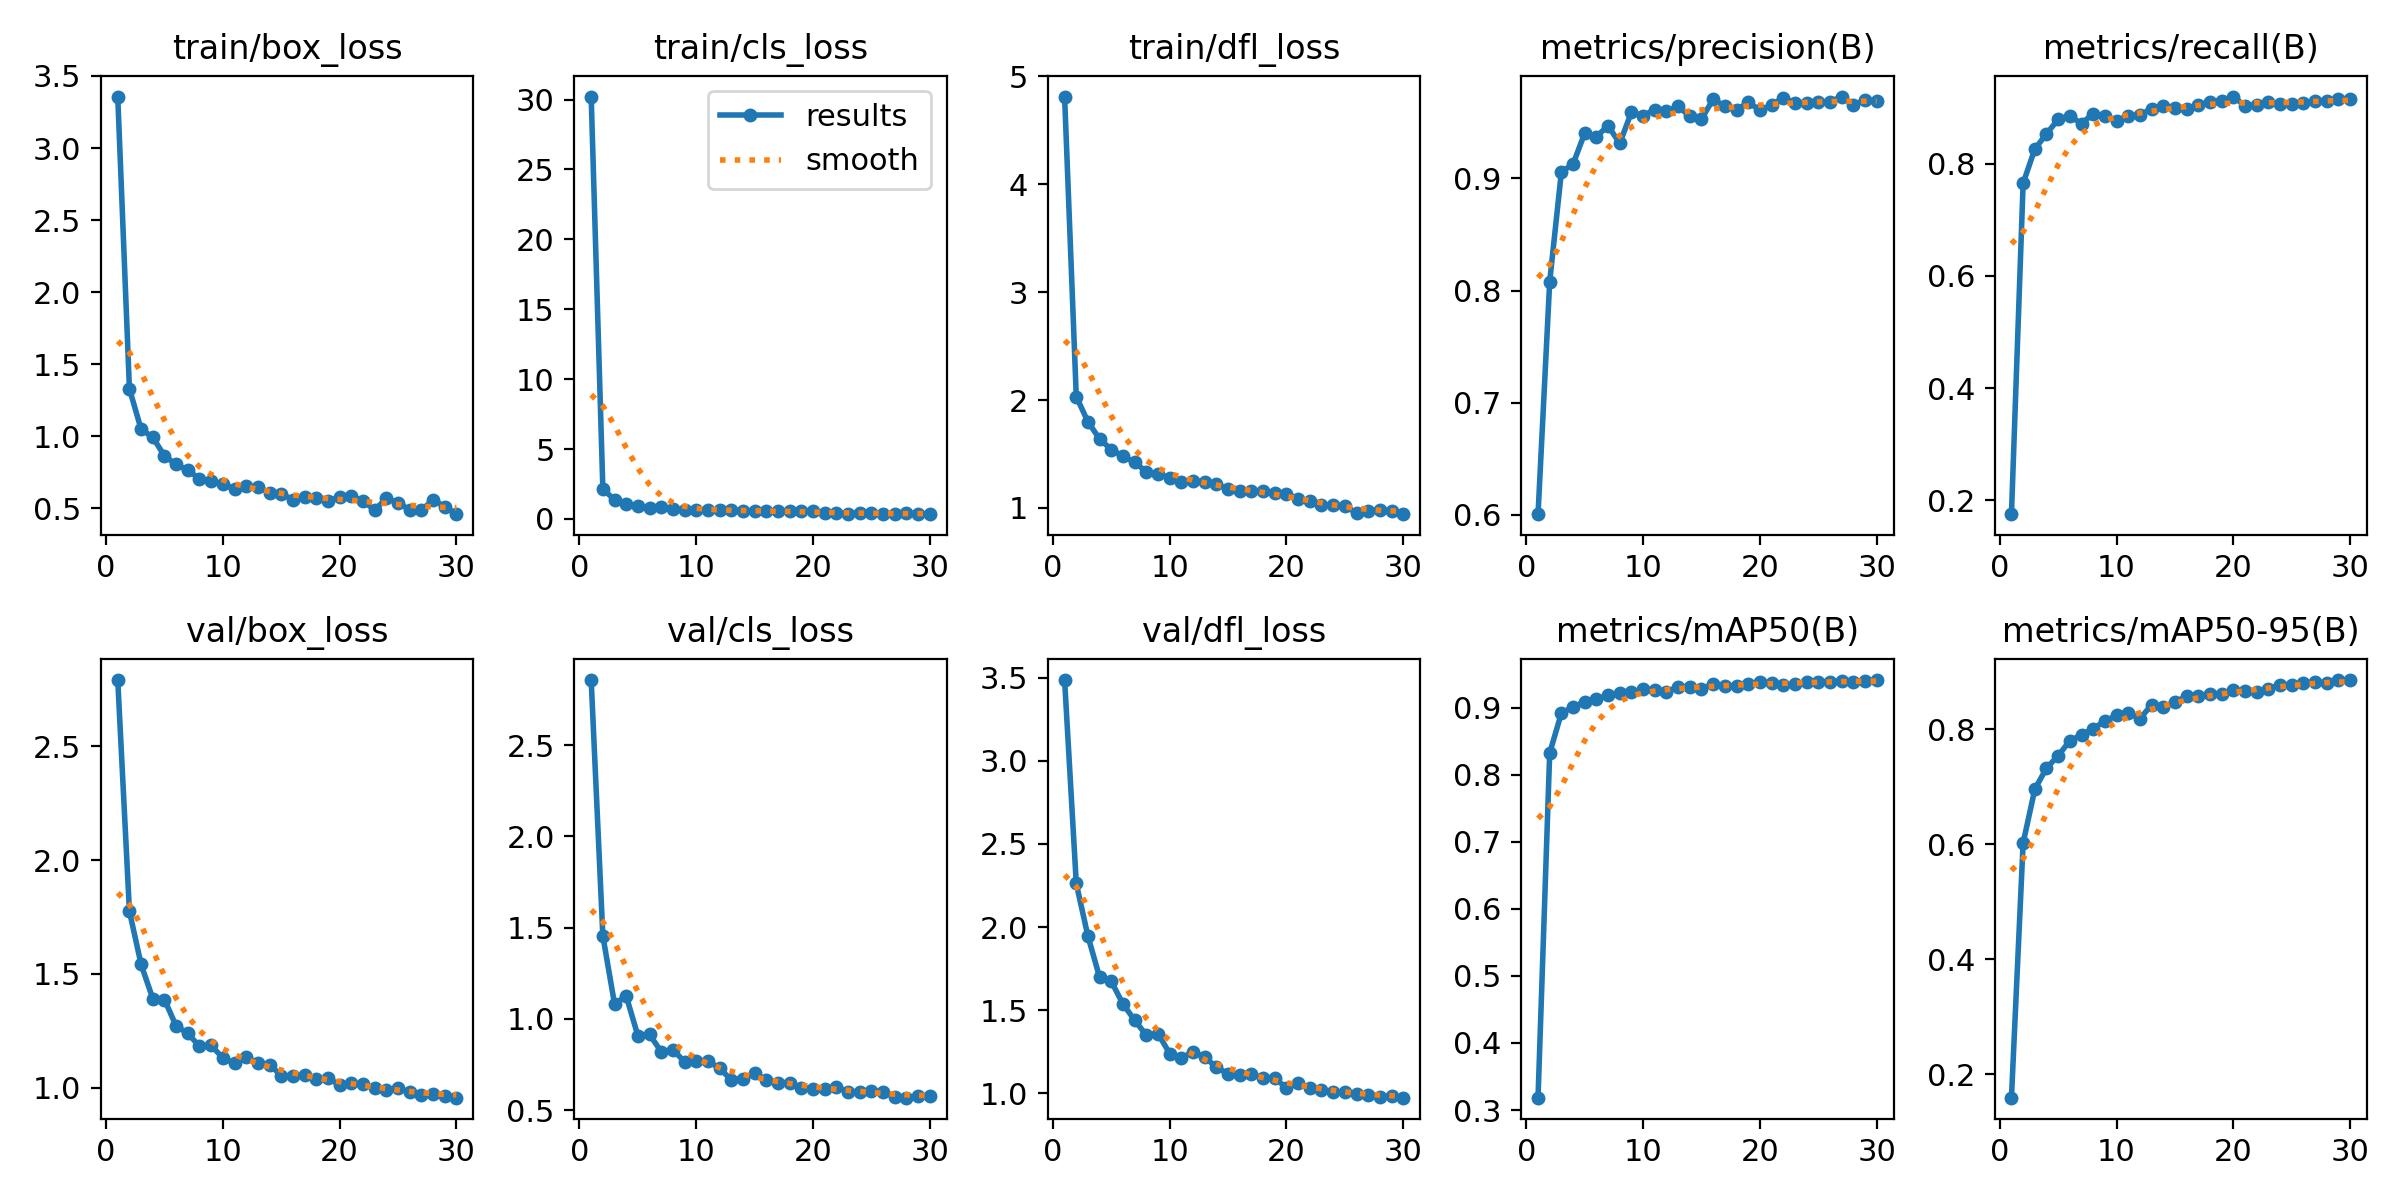 train/box_loss
3.5
3.0
2.5
2.0
1.5
1.0
0.5
0 10 20 30
train/cls_loss
results
smooth
30
25
20
15
10
5
0
0 10 20 30
train/dfl_loss
5
4
3
2
1
0 10 20 30
metrics/precision(B)
0.9
0.8
0.7
0.6
0 10 20 30
metrics/recall(B)
0.8
0.6
0.4
0.2
0 10 20 30
val/box_loss
2.5
2.0
1.5
1.0
0 10 20 30
val/cls_loss
2.5
2.0
1.5
1.0
0.5
0 10 20 30
val/dfl_loss
3.5
3.0
2.5
2.0
1.5
1.0
0 10 20 30
metrics/mAP50(B)
0.9
0.8
0.7
0.6
0.5
0.4
0.3
0 10 20 30
metrics/mAP50-95(B)
0.8
0.6
0.4
0.2
0 10 20 30